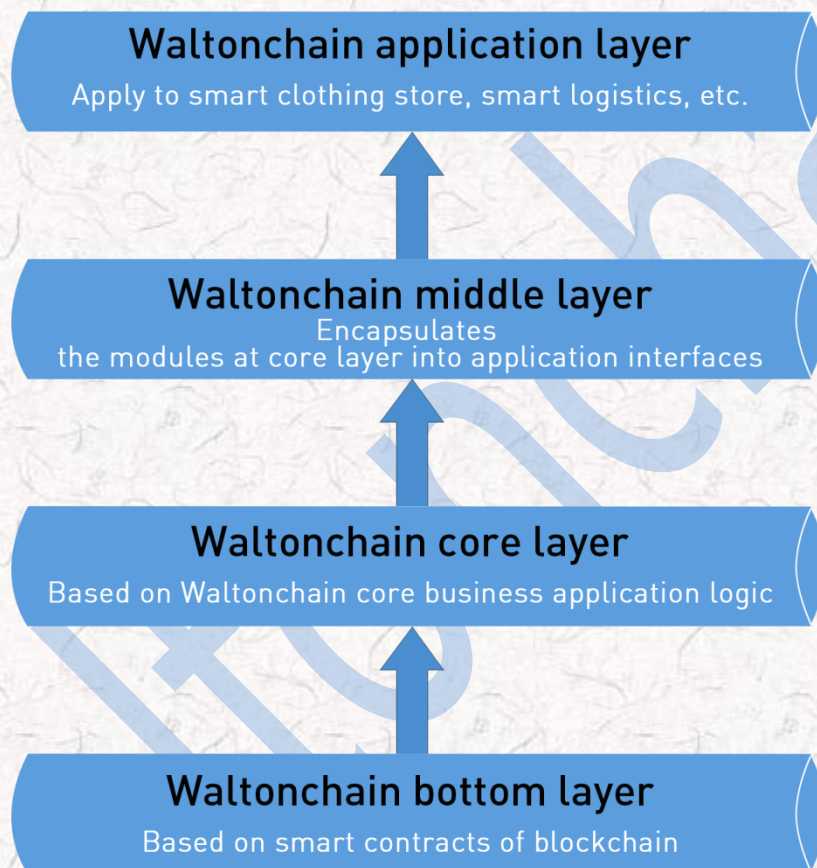 Waltonchain application layer
Apply to smart clothing store, smart logistics, etc.
Waltonchain middle layer
Encapsulates
the modules at core layer into application interfaces
Waltonchain core layer
Based on Waltonchain core business application logic
Waltonchain bottom layer
Based on smart contracts of blockchain